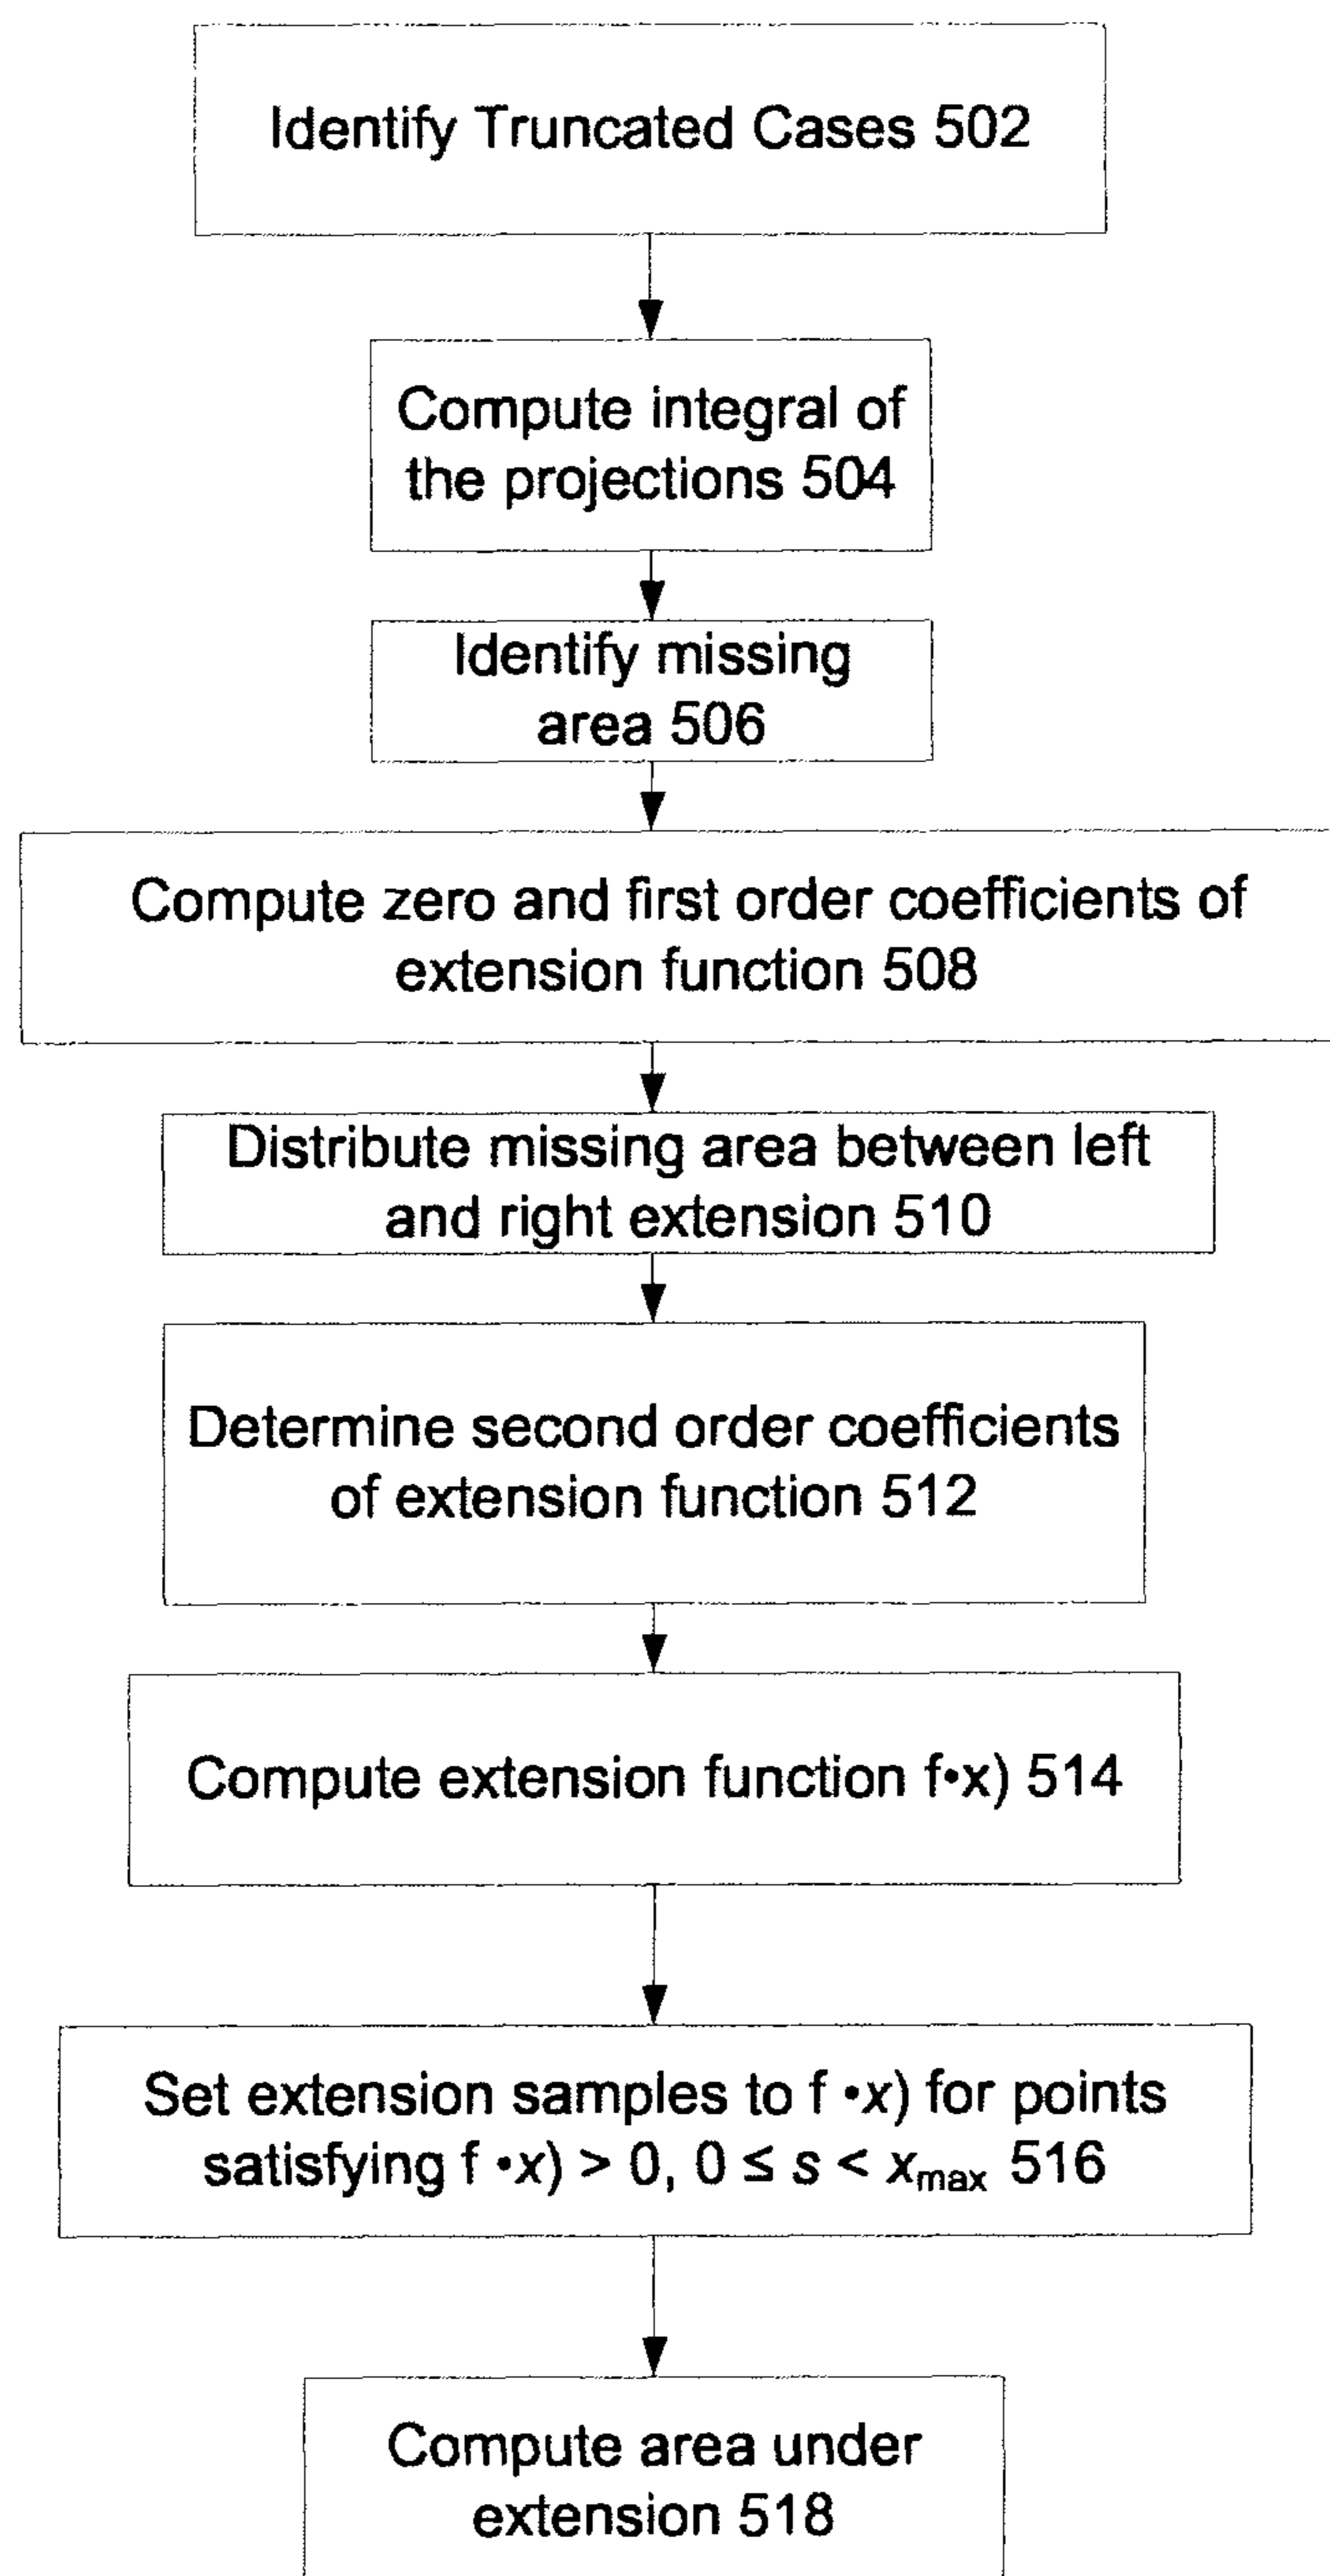 Identify Truncated Cases 502
Compute integral of
the projections 504
Identify missing
area 506
Compute zero and first order coefficients of
extension function 508
Distribute missing area between left
and right extension 510
Determine second order coefficients
of extension function 512
Compute extension function f•x) 514
Set extension samples to f •x) for points
satisfying f •x) > 0, 0 ≤ s < xmax 516
Compute area under
extension 518